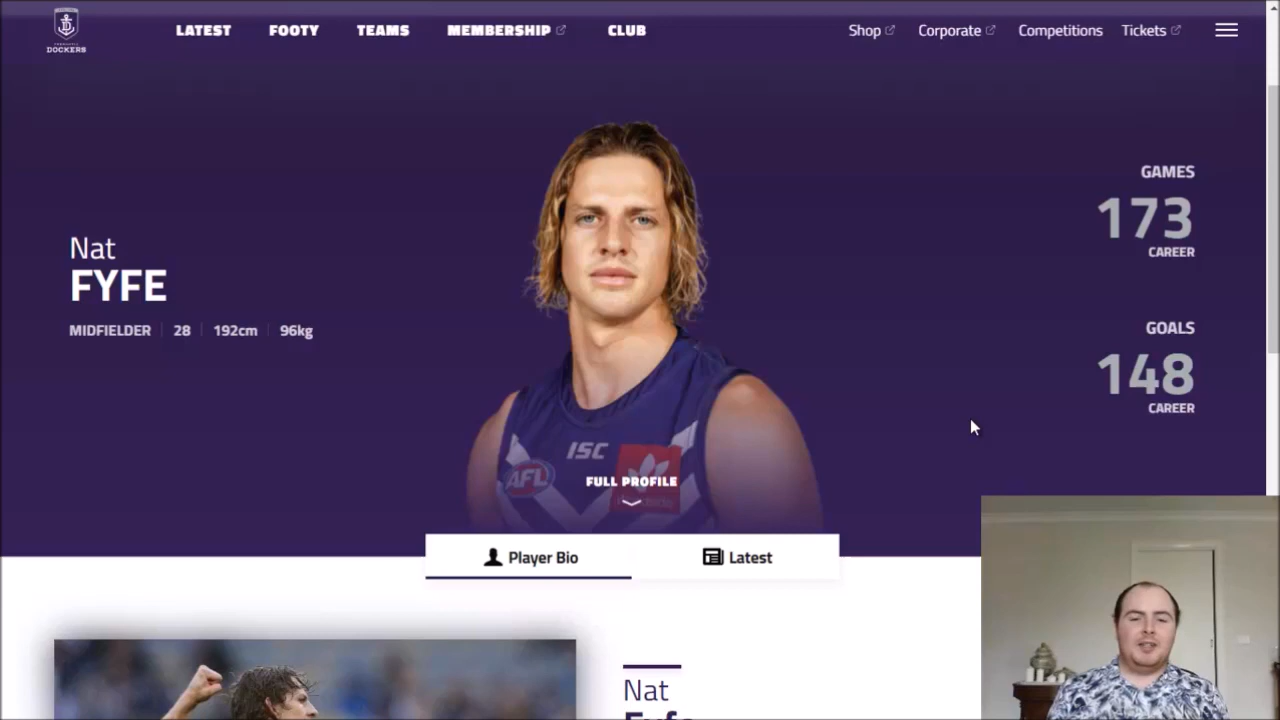 DOCKERS
LATEST FOOTY TEAMS MEMBERSHIP CLUB Shop Corporate Competitions Tickets
GAMES
173
CAREER
Nat
FYFE
MIDFIELDER 28 192cm 96kg
GOALS
148
CAREER
ISC
AFL
FULL PROFILE
Player Bio Latest
Nat
Fyfe